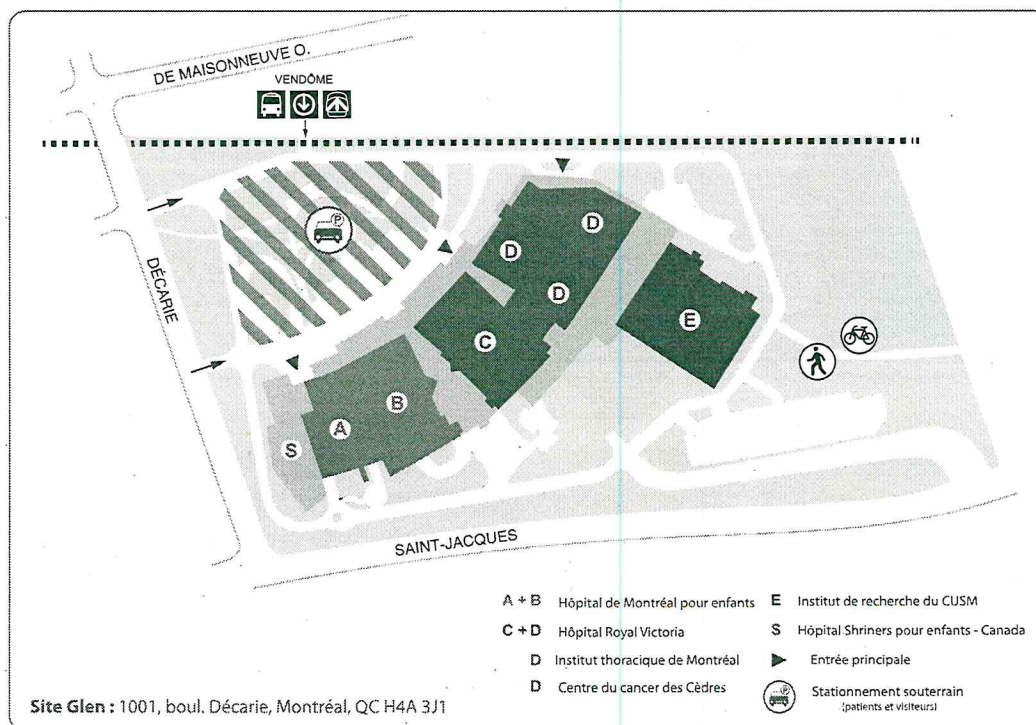 DE MAISONNEUVE O.
VENDÔME
P
DÉCARIE
D
D
D
C
E
B
A
S
SAINT-JACQUES
A + B Hôpital de Montréal pour enfants
C + D Hôpital Royal Victoria
D Institut thoracique de Montréal
D Centre du cancer des Cèdres
E Institut de recherche du CUSM
S Hôpital Shriners pour enfants - Canada
Entrée principale
P
Stationnement souterrain
(patients et visiteurs)
Site Glen : 1001, boul. Décarie, Montréal, QC H4A 3J1